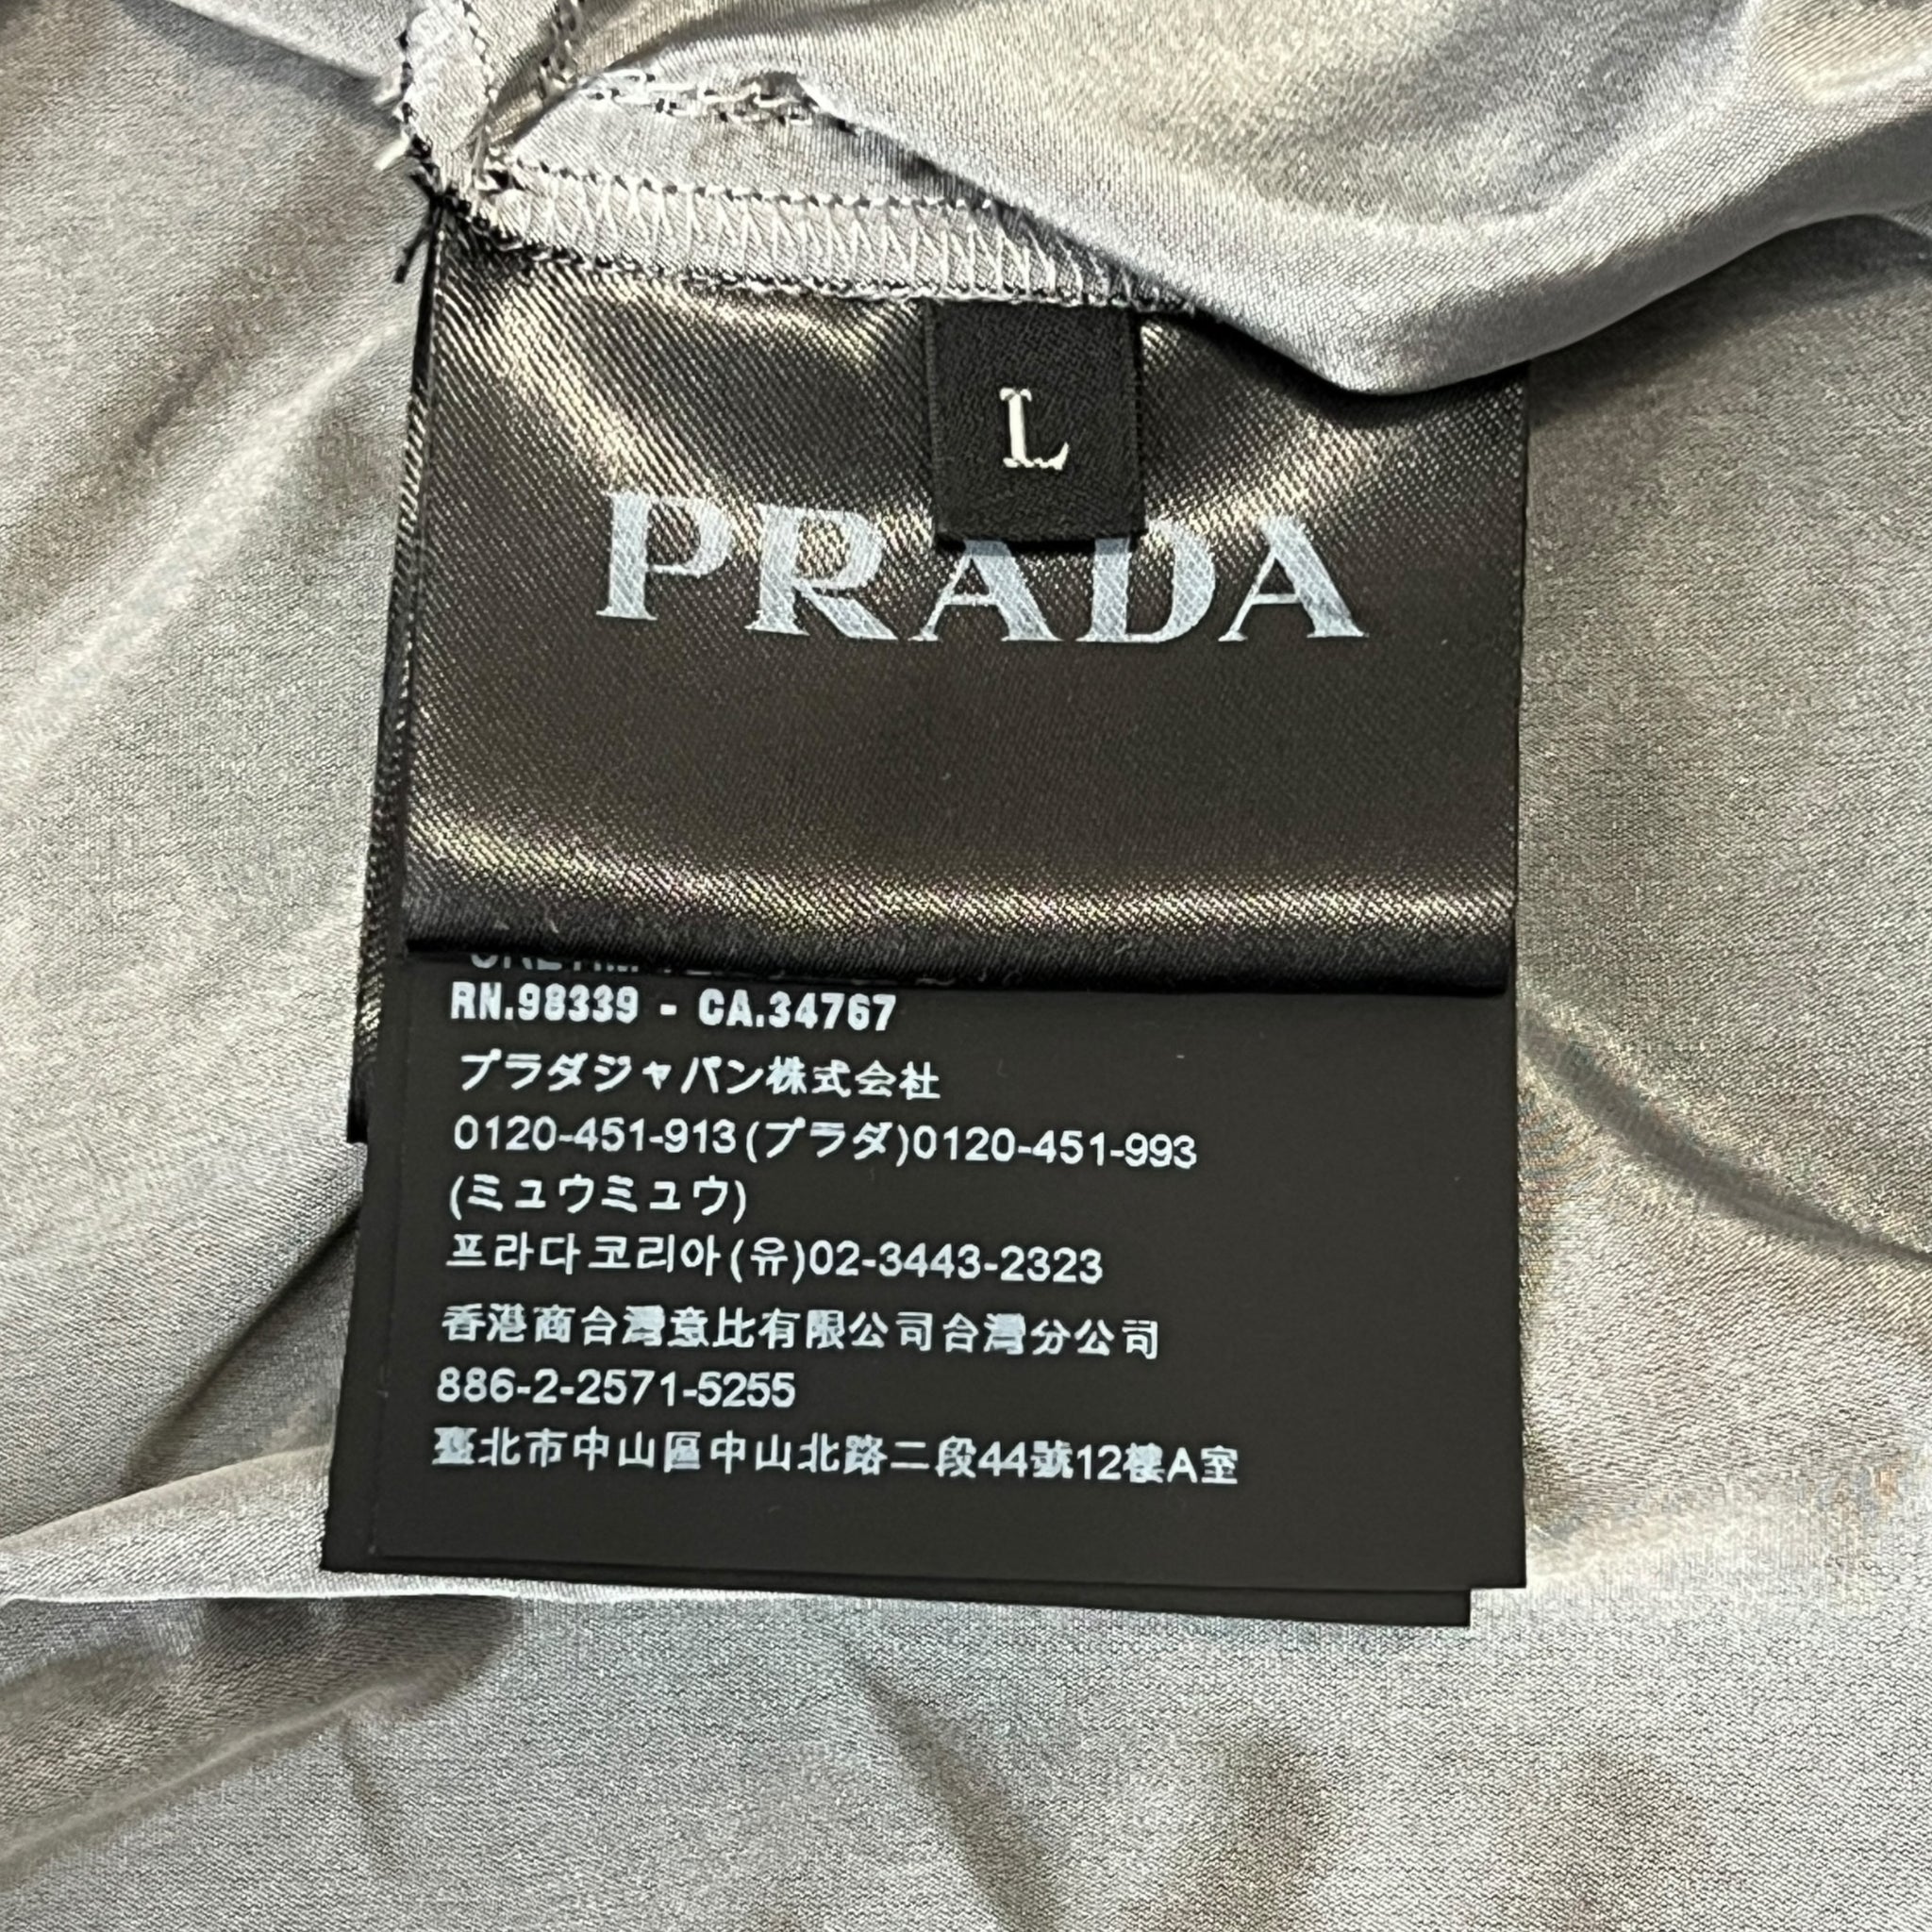 L
PRADA
RN.98339 - CA.34767
プラダジャパン株式会社
0120-451-913(プラダ)0120-451-993
(ミュウミュウ)
프라다코리아(유)02-3443-2323
香港商台灣意比有限公司台灣分公司
886-2-2571-5255
臺北市中山區中山北路二段44號12樓A室